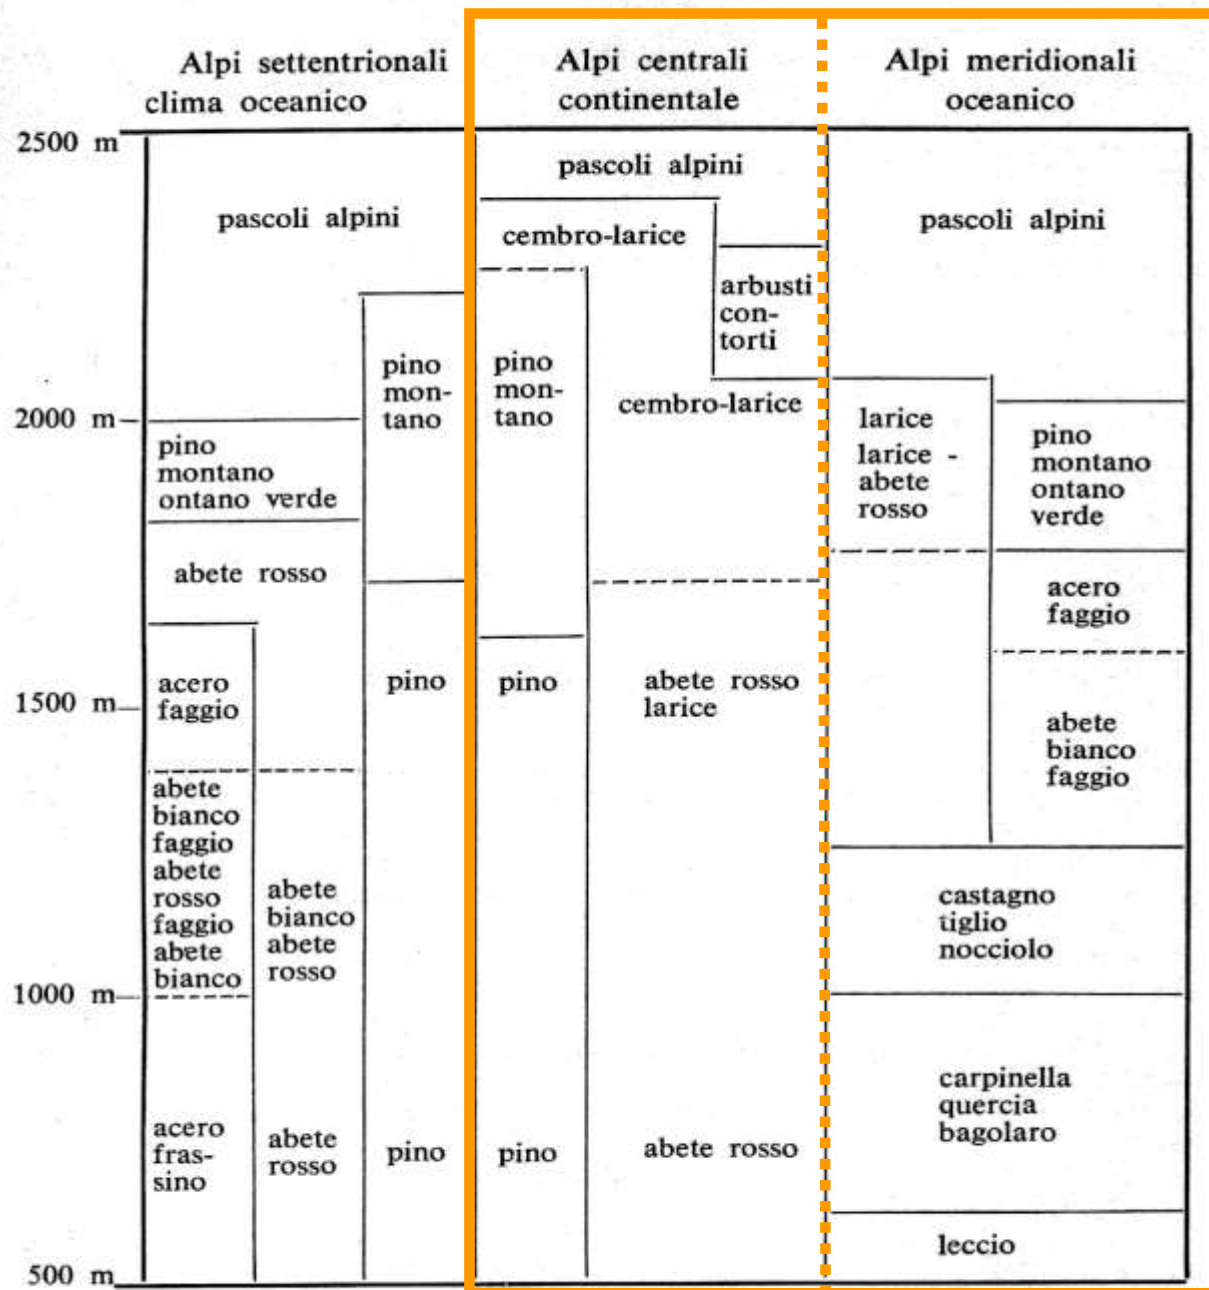 Alpi settentrionali
clima oceanico
Alpi centrali
continentale
Alpi meridionali
oceanico
2500 m
2000 m
1500 m
1000 m
500 m
pascoli alpini
pino
montano
ontano verde
abete rosso
acero
faggio
abete
bianco
faggio
abete
rosso
faggio
abete
bianco
acero
fras-
sino
abete
bianco
abete
rosso
abete
rosso
pino
mon-
tano
pino
pino
pascoli alpini
cembro-larice
arbusti
con-
torti
pino
mon-
tano
pino
pino
cembro-larice
abete rosso
larice
abete rosso
pascoli alpini
larice
larice -
abete
rosso
pino
montano
ontano
verde
acero
faggio
abete
bianco
faggio
castagno
tiglio
nocciolo
carpinella
quercia
bagolaro
leccio